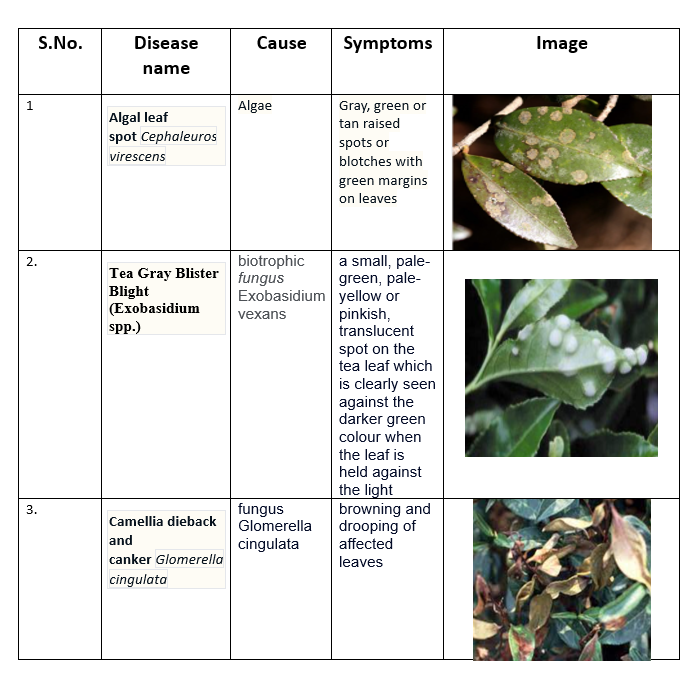 S.No.
Disease
name
Cause
Symptoms
Image
1
Algal leaf
spot Cephaleuros
virescens
Algae
Gray, green or
tan raised
spots or
blotches with
green margins
on leaves
2.
Tea Gray Blister
Blight
(Exobasidium
spp.)
biotrophic
fungus
Exobasidium
vexans
a small, pale-
green, pale-
yellow or
pinkish,
translucent
spot on the
tea leaf which
is clearly seen
against the
darker green
colour when
the leaf is
held against
the light
3.
Camellia dieback
and
canker Glomerella
cingulata
fungus
Glomerella
cingulata
browning and
drooping of
affected
leaves